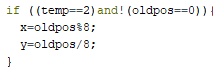 if ((temp==2)and!(oldpos==0)){
x=oldpos%8;
y=oldpos/8;
}